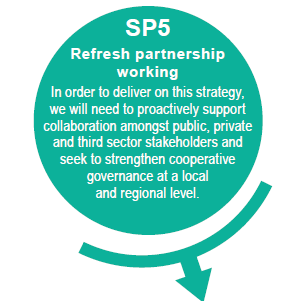 SP5
Refresh partnership
working
In order to deliver on this strategy,
we will need to proactively support
collaboration amongst public, private
and third sector stakeholders and
seek to strengthen cooperative
governance at a local
and regional level.